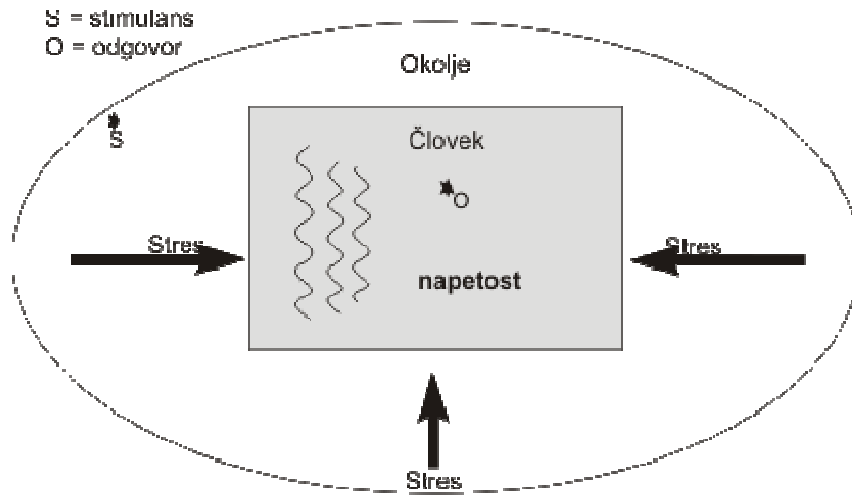 S = stimulans
O = odgovor
Okolje
S
Človek
O
Stres
Stres
napetost
Stres